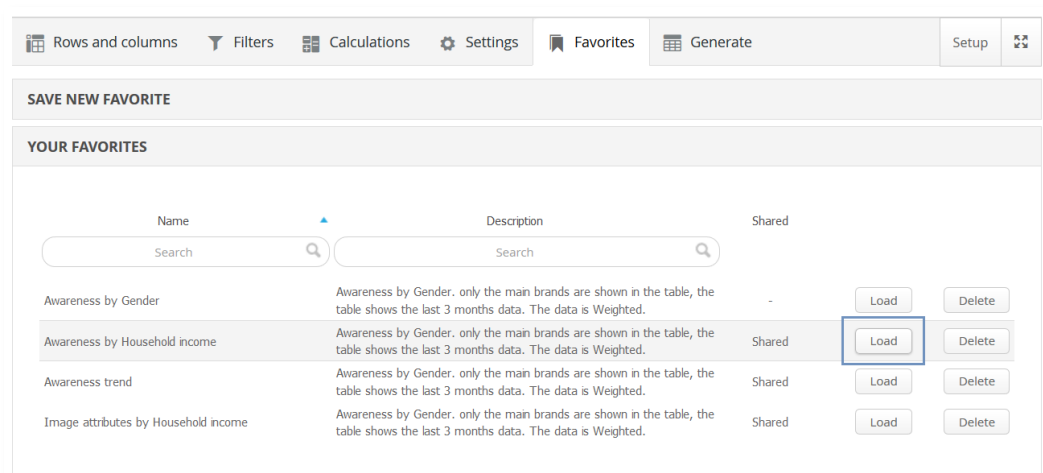 Rows and columns Filters Calculations Settings Favorites Generate Setup
SAVE NEW FAVORITE
YOUR FAVORITES
Name Description Shared
Search Search
Awareness by Gender Awareness by Gender. only the main brands are shown in the table, the table shows the last 3 months data. The data is Weighted. - Load Delete
Awareness by Household income Awareness by Gender. only the main brands are shown in the table, the table shows the last 3 months data. The data is Weighted. Shared Load Delete
Awareness trend Awareness by Gender. only the main brands are shown in the table, the table shows the last 3 months data. The data is Weighted. Shared Load Delete
Image attributes by Household income Awareness by Gender. only the main brands are shown in the table, the table shows the last 3 months data. The data is Weighted. Shared Load Delete